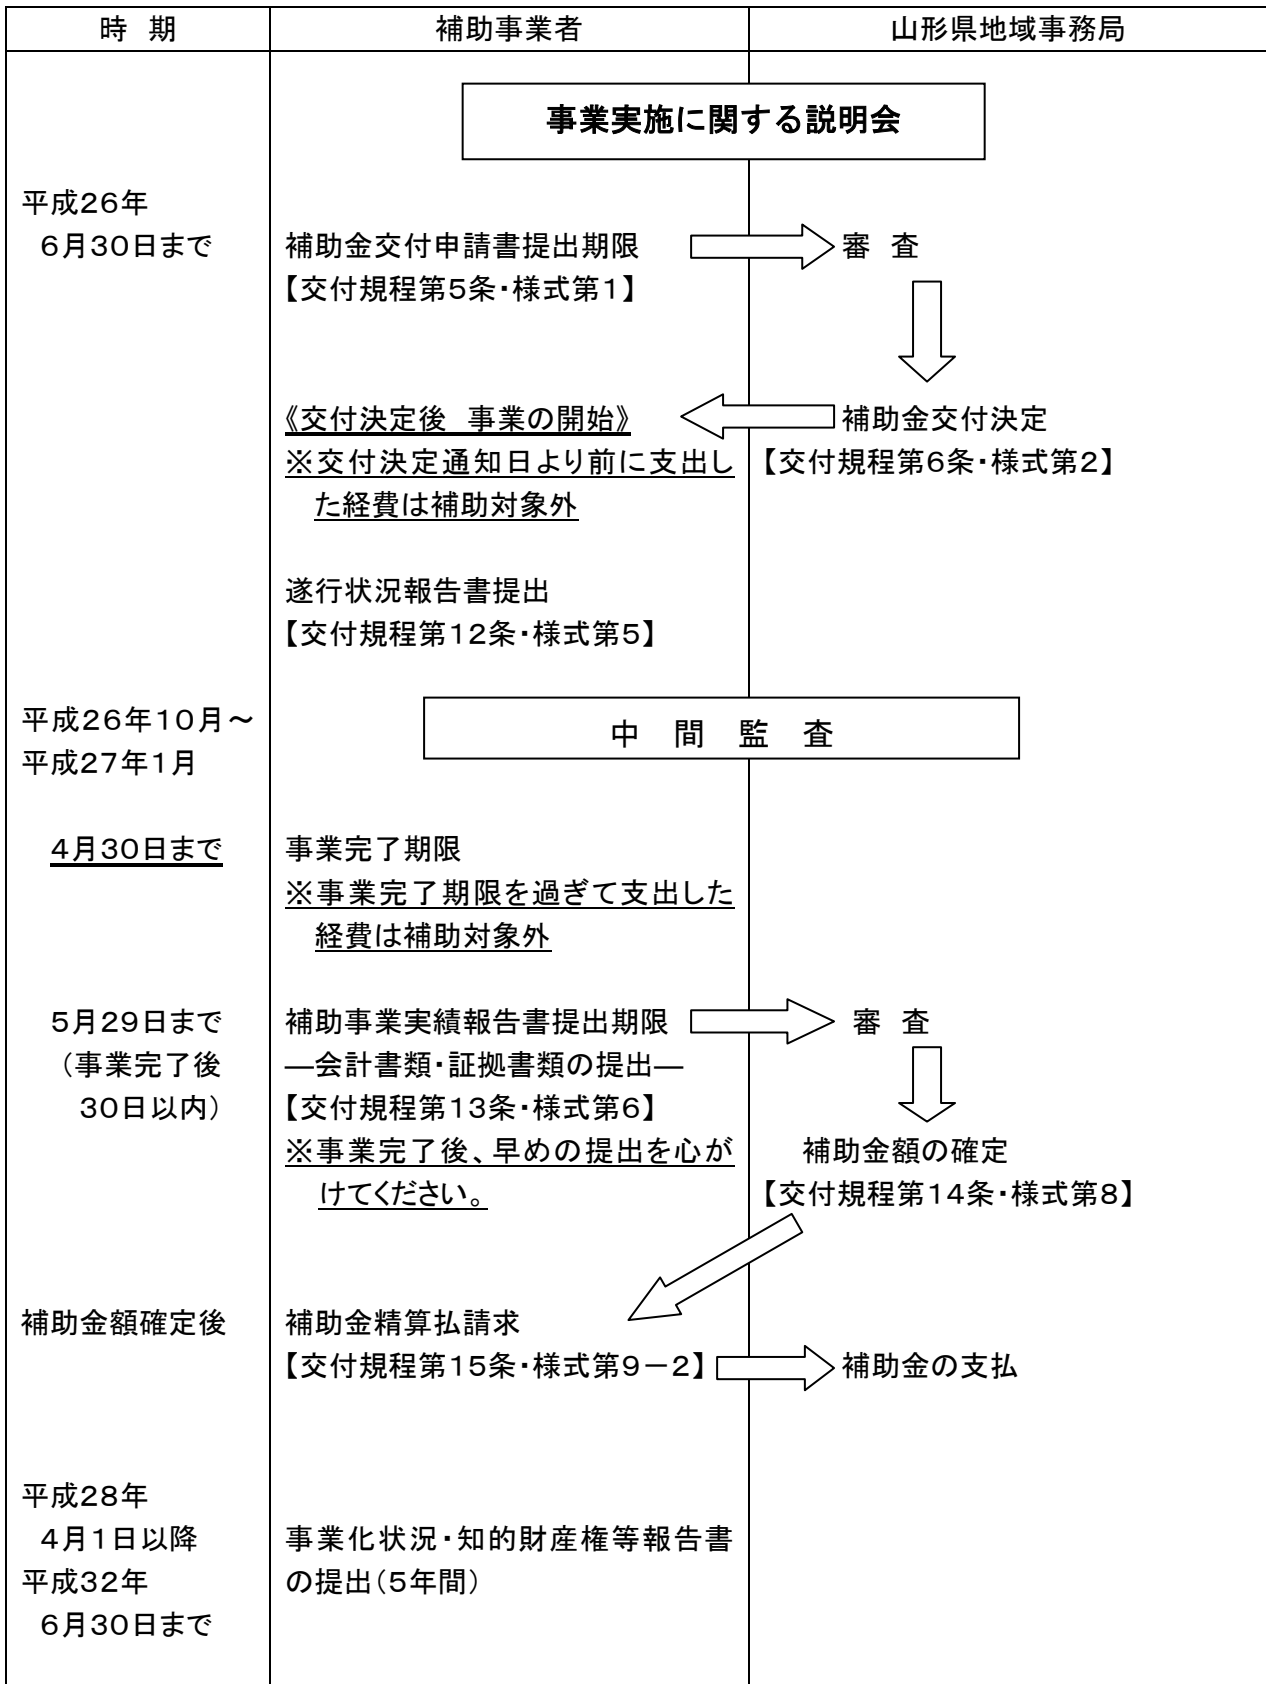 時　期　補助事業者　山形県地域事務局
事業実施に関する説明会
平成２６年
６月３０日まで　補助金交付申請書提出期限　審　査
【交付規程第５条・様式第１】
《交付決定後　事業の開始》　補助金交付決定
※交付決定通知日より前に支出し　【交付規程第６条・様式第２】
た経費は補助対象外
遂行状況報告書提出
【交付規程第１２条・様式第５】
平成２６年１０月～
中　間　監　査
平成２７年１月
４月３０日まで　事業完了期限
※事業完了期限を過ぎて支出した
経費は補助対象外
５月２９日まで　補助事業実績報告書提出期限　審　査
（事業完了後　―会計書類・証拠書類の提出―
３０日以内）　【交付規程第１３条・様式第６】
※事業完了後、早めの提出を心が　補助金額の確定
けてください。　【交付規程第１４条・様式第８】
補助金額確定後　補助金精算払請求
【交付規程第１５条・様式第９－２】　補助金の支払
平成２８年
４月１日以降　事業化状況・知的財産権等報告書
平成３２年　の提出（５年間）
６月３０日まで